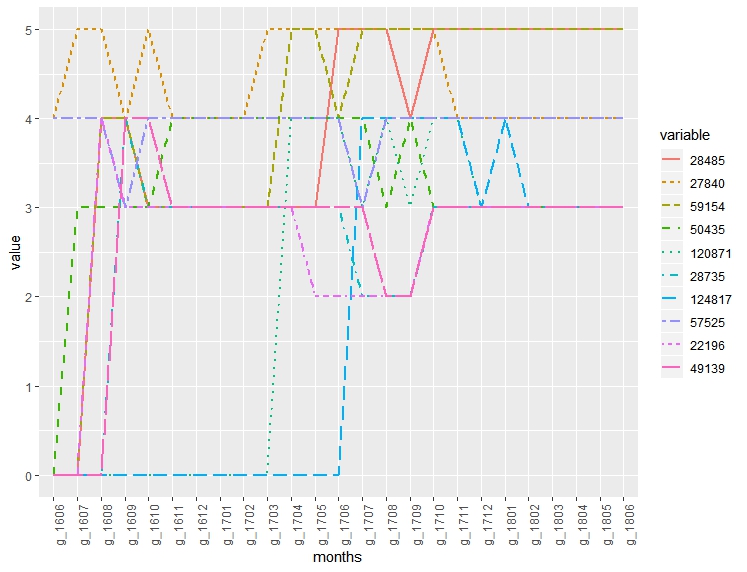 5
4
3
2
1
0
value
g_1606
g_1607
g_1608
g_1609
g_1610
g_1611
g_1612
g_1701
g_1702
g_1703
g_1704
g_1705
g_1706
g_1707
g_1708
g_1709
g_1710
g_1711
g_1712
g_1801
g_1802
g_1803
g_1804
g_1805
g_1806
months
variable
28485
27840
59154
50435
120871
28735
124817
57525
22196
49139